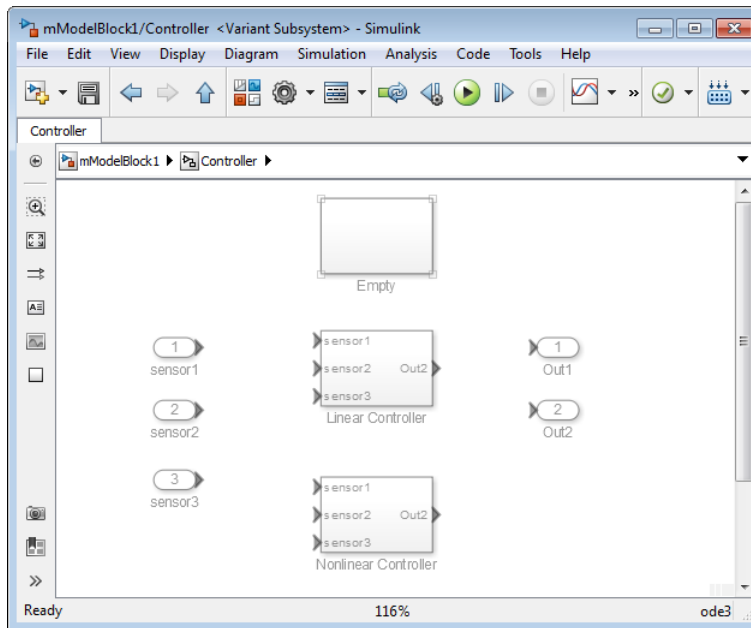 mModelBlock1/Controller <Variant Subsystem> - Simulink
File Edit View Display Diagram Simulation Analysis Code Tools Help
»
Controller
mModelBlock1 Controller
Empty
1
sensor1
2
sensor2
3
sensor3
sensor1
sensor2 Out2
sensor3
Linear Controller
1
Out1
2
Out2
sensor1
sensor2 Out2
sensor3
Nonlinear Controller
»
Ready 116% ode3